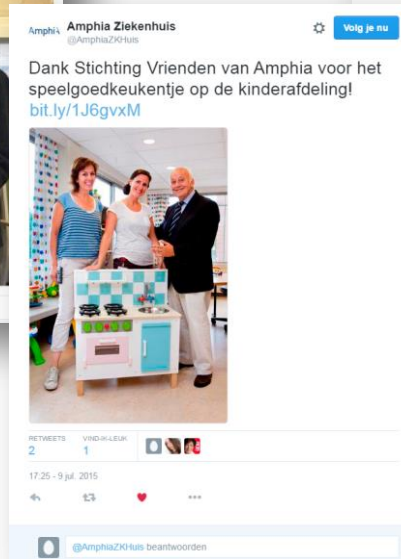 Amphia
Amphia Ziekenhuis
@AmphiaZKHuis
Volg je nu
Dank Stichting Vrienden van Amphia voor het
speelgoedkeukentje op de kinderafdeling!
bit.ly/1J6gvxM
RETWEETS
2
VIND-IK-LEUK
1
17:25 - 9 jul. 2015
@AmphiaZKHuis beantwoorden